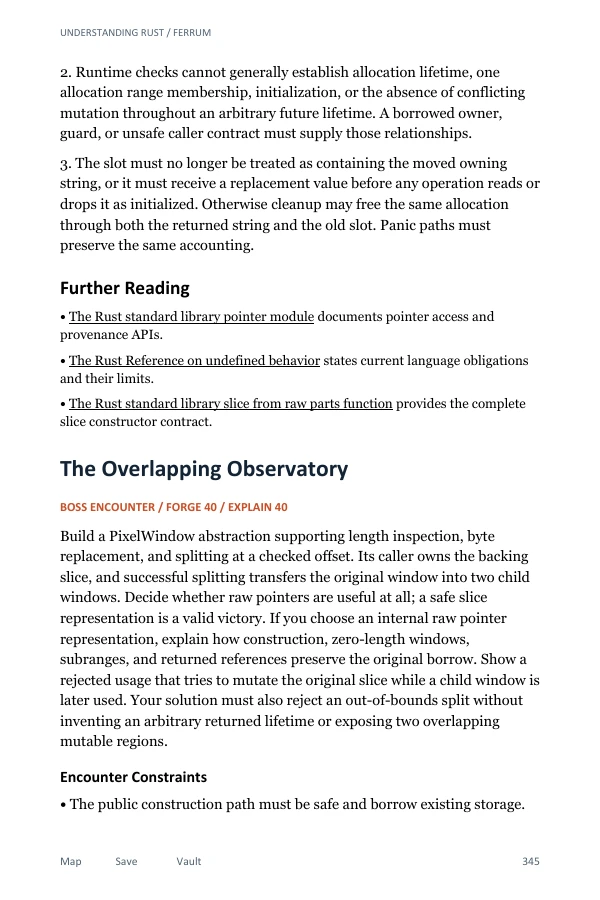 UNDERSTANDING RUST / FERRUM
2. Runtime checks cannot generally establish allocation lifetime, one
allocation range membership, initialization, or the absence of conflicting
mutation throughout an arbitrary future lifetime. A borrowed owner,
guard, or unsafe caller contract must supply those relationships.
3. The slot must no longer be treated as containing the moved owning
string, or it must receive a replacement value before any operation reads or
drops it as initialized. Otherwise cleanup may free the same allocation
through both the returned string and the old slot. Panic paths must
preserve the same accounting.
Further Reading
• The Rust standard library pointer module documents pointer access and
provenance APIs.
• The Rust Reference on undefined behavior states current language obligations
and their limits.
• The Rust standard library slice from raw parts function provides the complete
slice constructor contract.
The Overlapping Observatory
BOSS ENCOUNTER / FORGE 40 / EXPLAIN 40
Build a PixelWindow abstraction supporting length inspection, byte
replacement, and splitting at a checked offset. Its caller owns the backing
slice, and successful splitting transfers the original window into two child
windows. Decide whether raw pointers are useful at all; a safe slice
representation is a valid victory. If you choose an internal raw pointer
representation, explain how construction, zero-length windows,
subranges, and returned references preserve the original borrow. Show a
rejected usage that tries to mutate the original slice while a child window is
later used. Your solution must also reject an out-of-bounds split without
inventing an arbitrary returned lifetime or exposing two overlapping
mutable regions.
Encounter Constraints
• The public construction path must be safe and borrow existing storage.
Map Save Vault 345